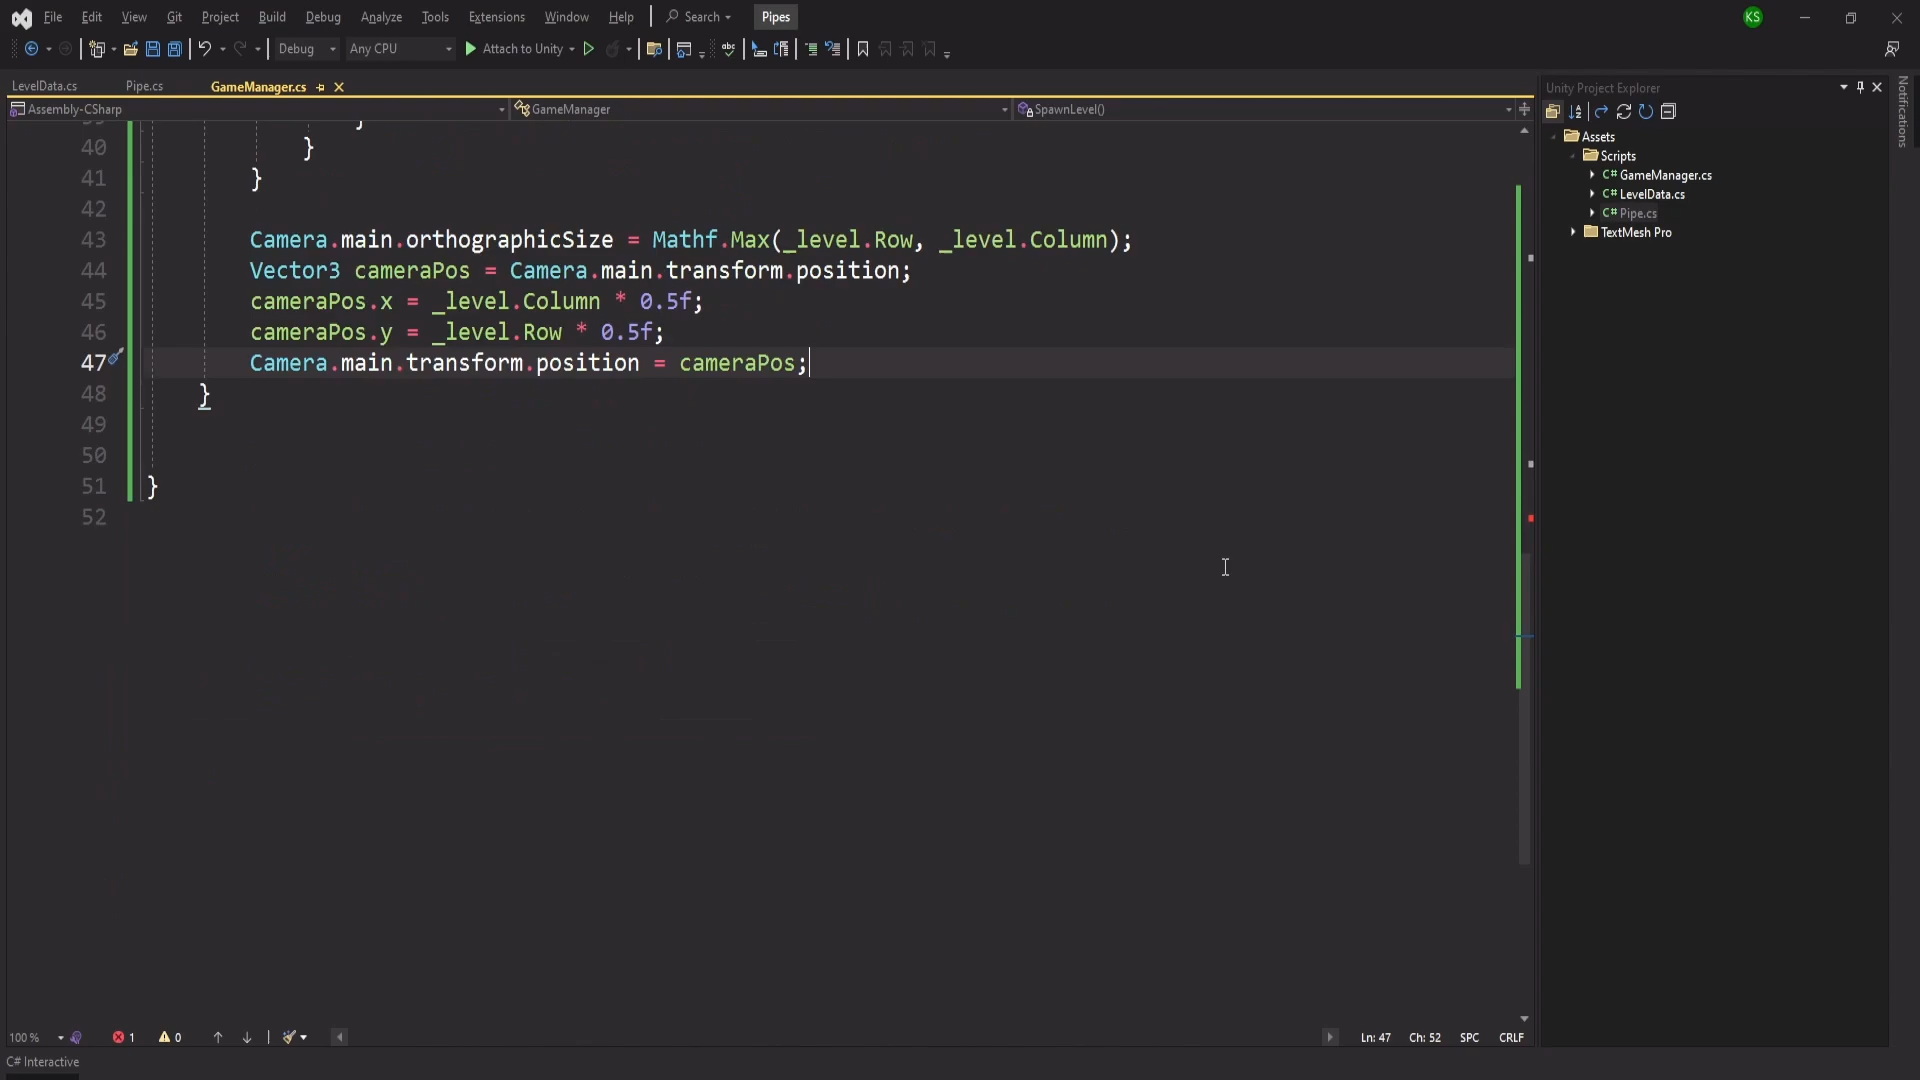 File Edit View Git Project Build Debug Analyze Tools Extensions Window Help Search Pipes KS
Debug Any CPU Attach to Unity
LevelData.cs Pipe.cs GameManager.cs
Assembly-CSharp GameManager SpawnLevel()
}
40 }
41 }
42
43 Camera.main.orthographicSize = Mathf.Max(_level.Row, _level.Column);
44 Vector3 cameraPos = Camera.main.transform.position;
45 cameraPos.x = _level.Column * 0.5f;
46 cameraPos.y = _level.Row * 0.5f;
47 Camera.main.transform.position = cameraPos;
48 }
49
50
51 }
52
Unity Project Explorer
Assets
Scripts
C# GameManager.cs
C# LevelData.cs
C# Pipe.cs
TextMesh Pro
Notifications
100 % 1 0 Ln: 47 Ch: 52 SPC CRLF
C# Interactive